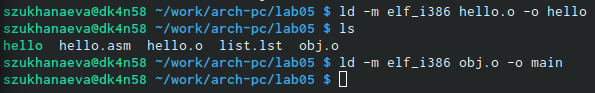 szukhanaeva@dk4n58 ~/work/arch-pc/lab05 $ ld -m elf_i386 hello.o -o hello
szukhanaeva@dk4n58 ~/work/arch-pc/lab05 $ ls
hello  hello.asm  hello.o  list.lst  obj.o
szukhanaeva@dk4n58 ~/work/arch-pc/lab05 $ ld -m elf_i386 obj.o -o main
szukhanaeva@dk4n58 ~/work/arch-pc/lab05 $